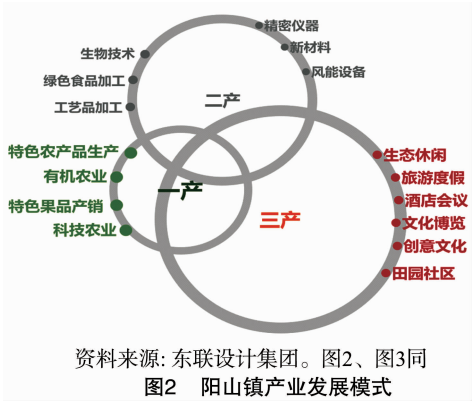 精密仪器
新材料
风能设备
生物技术
绿色食品加工
工艺品加工
二产
特色农产品生产
有机农业
特色果品产销
科技农业
一产
三产
生态休闲
旅游度假
酒店会议
文化博览
创意文化
田园社区
资料来源: 东联设计集团。图2、图3同
图2 阳山镇产业发展模式